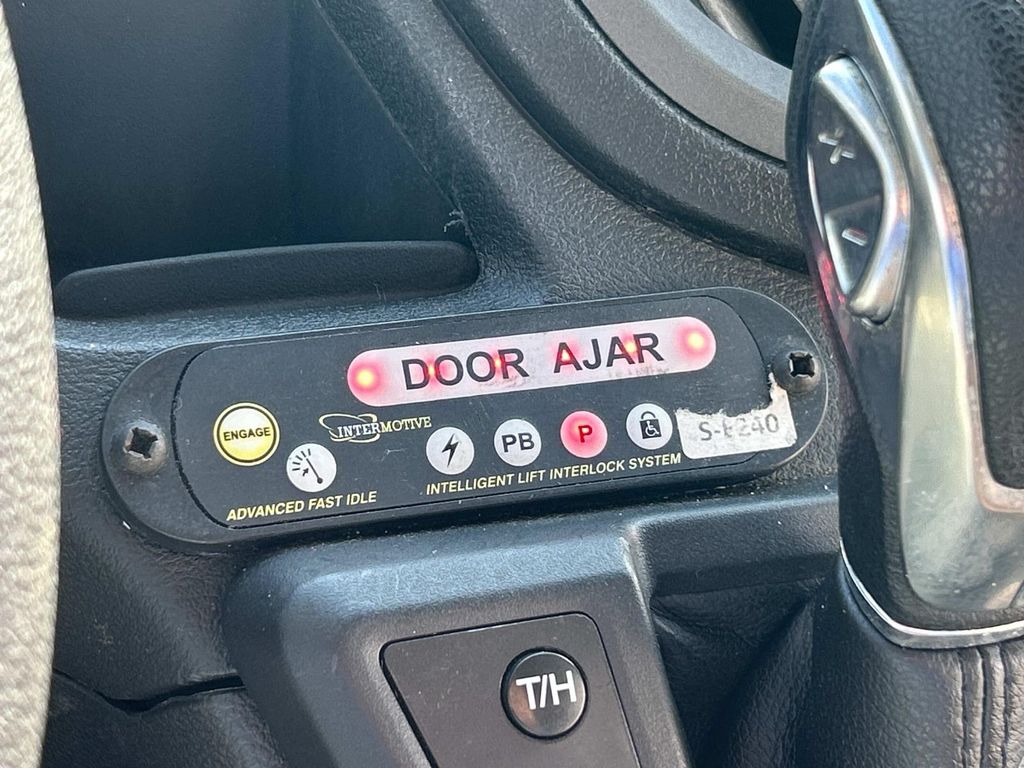 DOOR AJAR
ENGAGE
INTERMOTIVE
PB
P
ADVANCED FAST IDLE
INTELLIGENT LIFT INTERLOCK SYSTEM
T/H
+
-